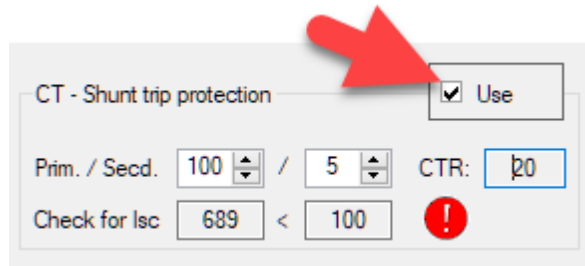 CT - Shunt trip protection Use
Prim. / Secd. 100 / 5 CTR: 20
Check for Isc 689 < 100 !